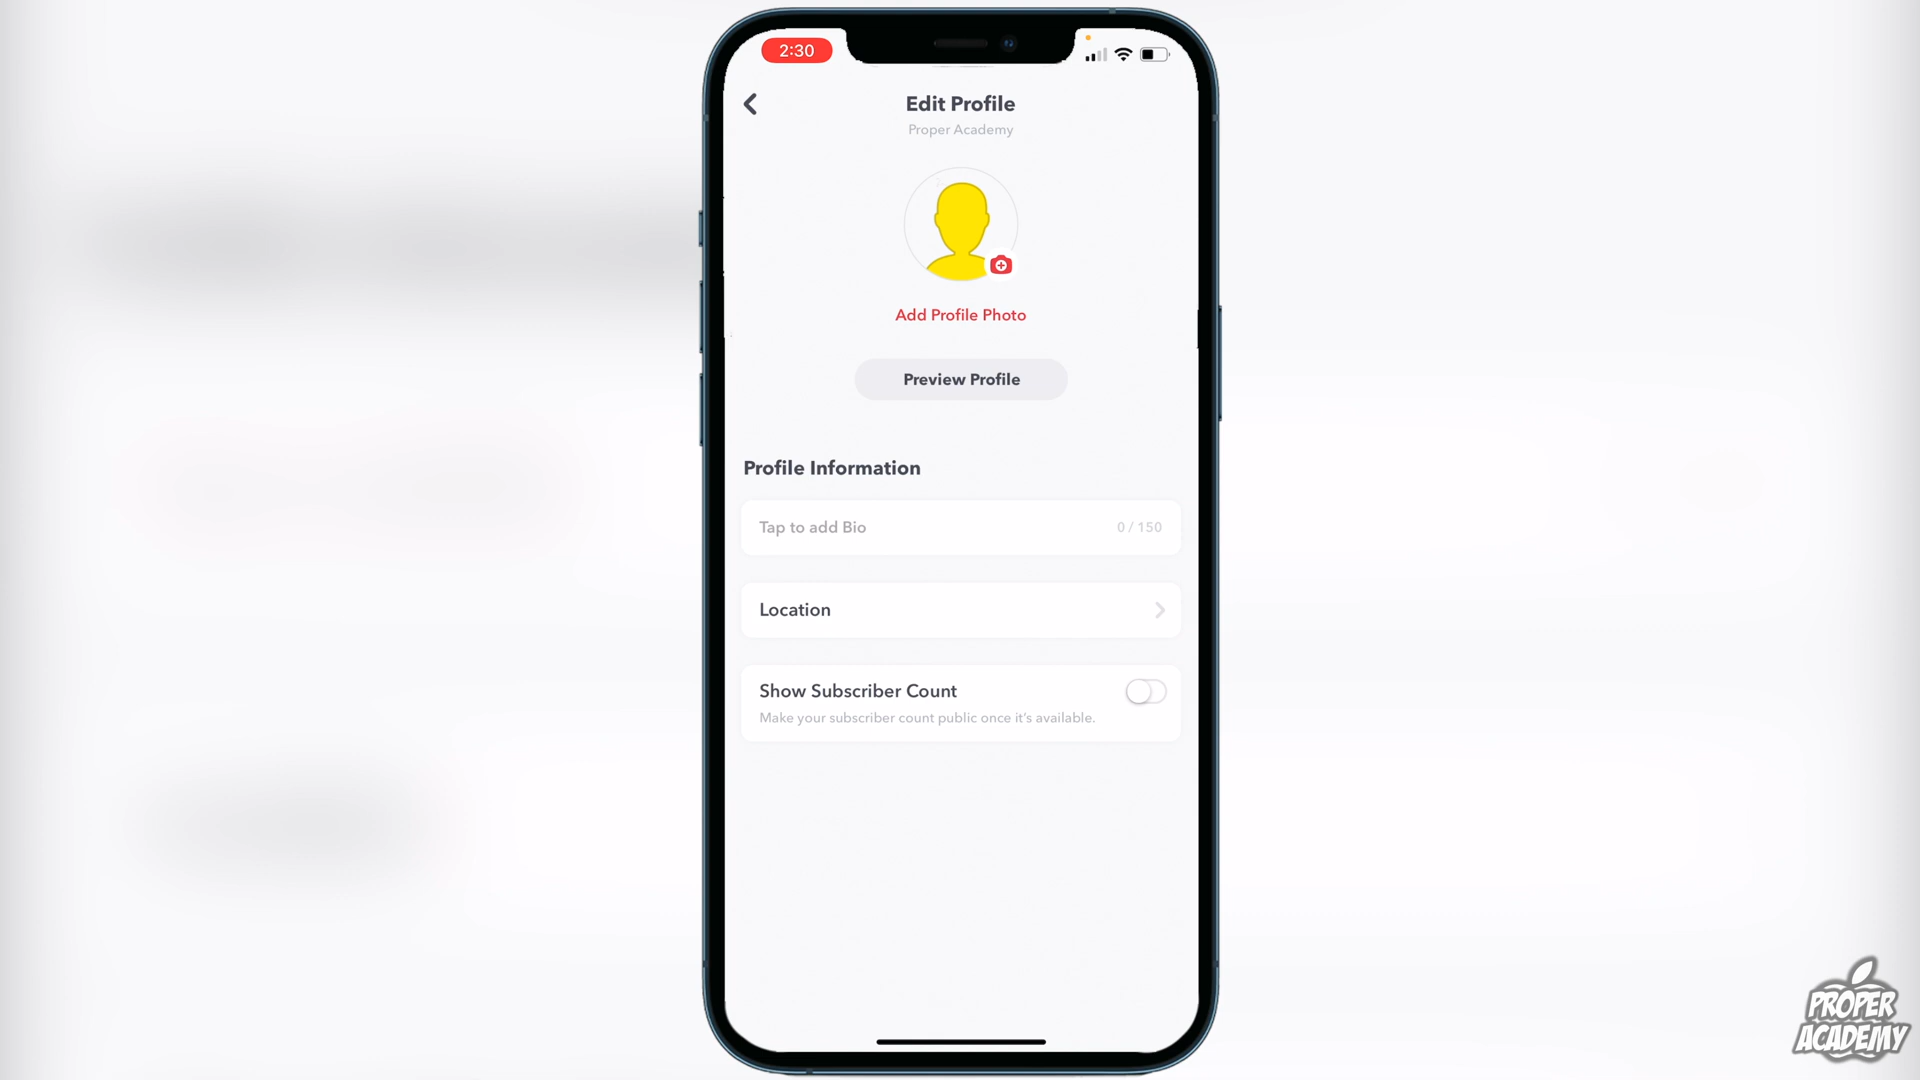 2:30
Edit Profile
Proper Academy
Add Profile Photo
Preview Profile
Profile Information
Tap to add Bio 0 / 150
Location
Show Subscriber Count
Make your subscriber count public once it's available.
PROPER
ACADEMY